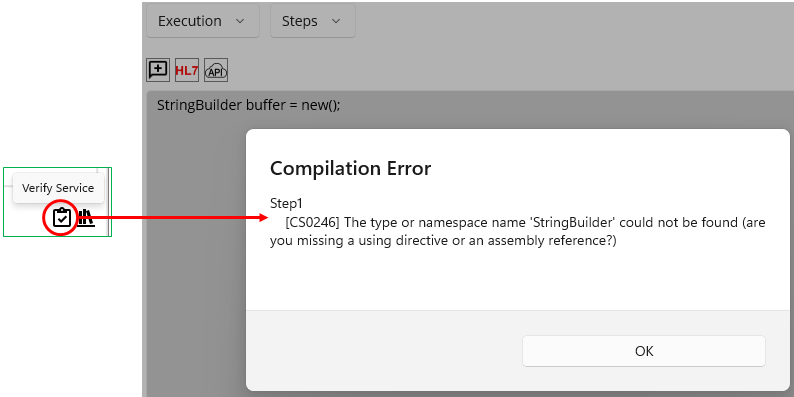 Execution
Steps
HL7
API
StringBuilder buffer = new();
Compilation Error
Verify Service
Step1
[CS0246] The type or namespace name 'StringBuilder' could not be found (are
you missing a using directive or an assembly reference?)
OK